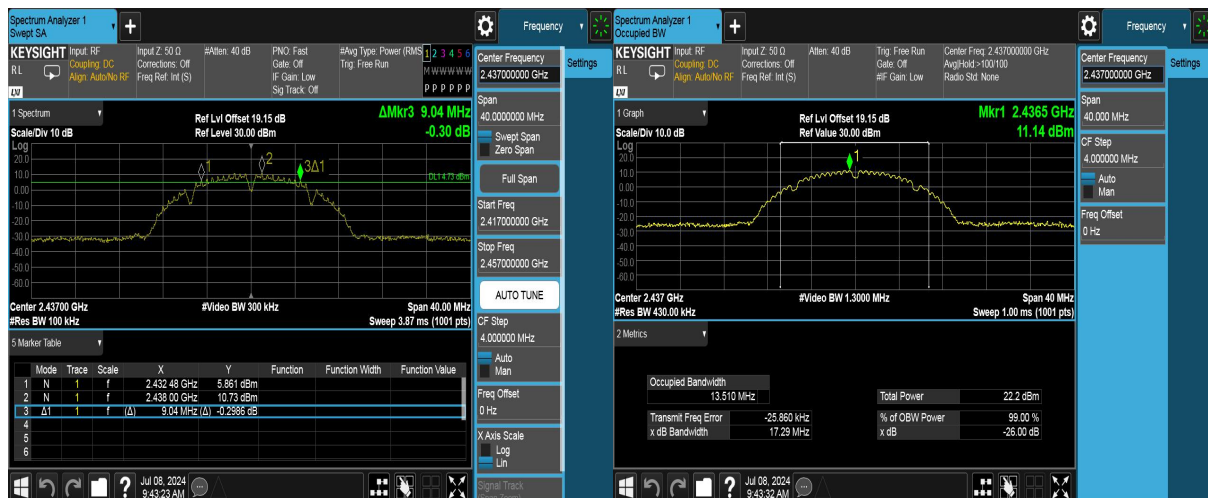 Spectrum Analyzer 1
Swept SA
Frequency
KEYSIGHT
RL
LXI
Input: RF
Coupling: DC
Align: Auto/No RF
Input Z: 50 Ω
Corrections: Off
Freq Ref: Int (S)
#Atten: 40 dB
PNO: Fast
Gate: Off
IF Gain: Low
Sig Track: Off
#Avg Type: Power (RMS
Trig: Free Run
1 2 3 4 5 6
M W W W W W
P P P P P P
1 Spectrum
Scale/Div 10 dB
Ref Lvl Offset 19.15 dB
Ref Level 30.00 dBm
ΔMkr3 9.04 MHz
-0.30 dB
Log
20.0
10.0
0.00
-10.0
-20.0
-30.0
-40.0
-50.0
-60.0
1
2
3Δ1
DL1 4.73 dBm
Center 2.43700 GHz
#Res BW 100 kHz
#Video BW 300 kHz
Span 40.00 MHz
Sweep 3.87 ms (1001 pts)
5 Marker Table
Mode Trace Scale X Y Function Function Width Function Value
1 N 1 f 2.432 48 GHz 5.861 dBm
2 N 1 f 2.438 00 GHz 10.73 dBm
3 Δ1 1 f (Δ) 9.04 MHz (Δ) -0.2986 dB
4
5
6
Jul 08, 2024
9:43:23 AM
Center Frequency
2.437000000 GHz
Settings
Span
40.0000000 MHz
Swept Span
Zero Span
Full Span
Start Freq
2.417000000 GHz
Stop Freq
2.457000000 GHz
AUTO TUNE
CF Step
4.000000 MHz
Auto
Man
Freq Offset
0 Hz
X Axis Scale
Log
Lin
Signal Track
(Span Zoom)
Spectrum Analyzer 1
Occupied BW
Frequency
KEYSIGHT
RL
LXI
Input: RF
Coupling: DC
Align: Auto/No RF
Input Z: 50 Ω
Corrections: Off
Freq Ref: Int (S)
Atten: 40 dB
Trig: Free Run
Gate: Off
#IF Gain: Low
Center Freq: 2.437000000 GHz
Avg|Hold:>100/100
Radio Std: None
1 Graph
Scale/Div 10.0 dB
Ref Lvl Offset 19.15 dB
Ref Value 30.00 dBm
Mkr1 2.4365 GHz
11.14 dBm
Log
20.0
10.0
0.00
-10.0
-20.0
-30.0
-40.0
-50.0
-60.0
1
Center 2.437 GHz
#Res BW 430.00 kHz
#Video BW 1.3000 MHz
Span 40 MHz
Sweep 1.00 ms (1001 pts)
2 Metrics
Occupied Bandwidth
13.510 MHz
Total Power 22.2 dBm
Transmit Freq Error -25.860 kHz
% of OBW Power 99.00 %
x dB Bandwidth 17.29 MHz
x dB -26.00 dB
Jul 08, 2024
9:43:32 AM
Center Frequency
2.437000000 GHz
Settings
Span
40.000 MHz
CF Step
4.000000 MHz
Auto
Man
Freq Offset
0 Hz